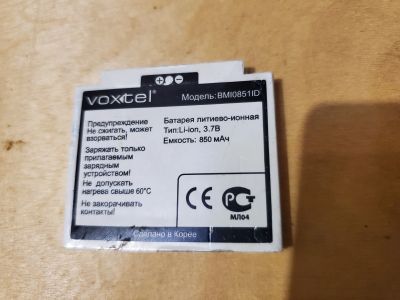 voxtel
Модель:BMI0851ID
Предупреждение
Не сжигать, может
взорваться!
Заряжать только
прилагаемым
зарядным
устройством!
Не допускать
нагрева свыше 60°C
Не закорачивать
контакты!
Батарея литиево-ионная
Тип:Li-ion, 3.7В
Емкость: 850 мАч
CE
РСТ
МЛ04
Сделано в Корее